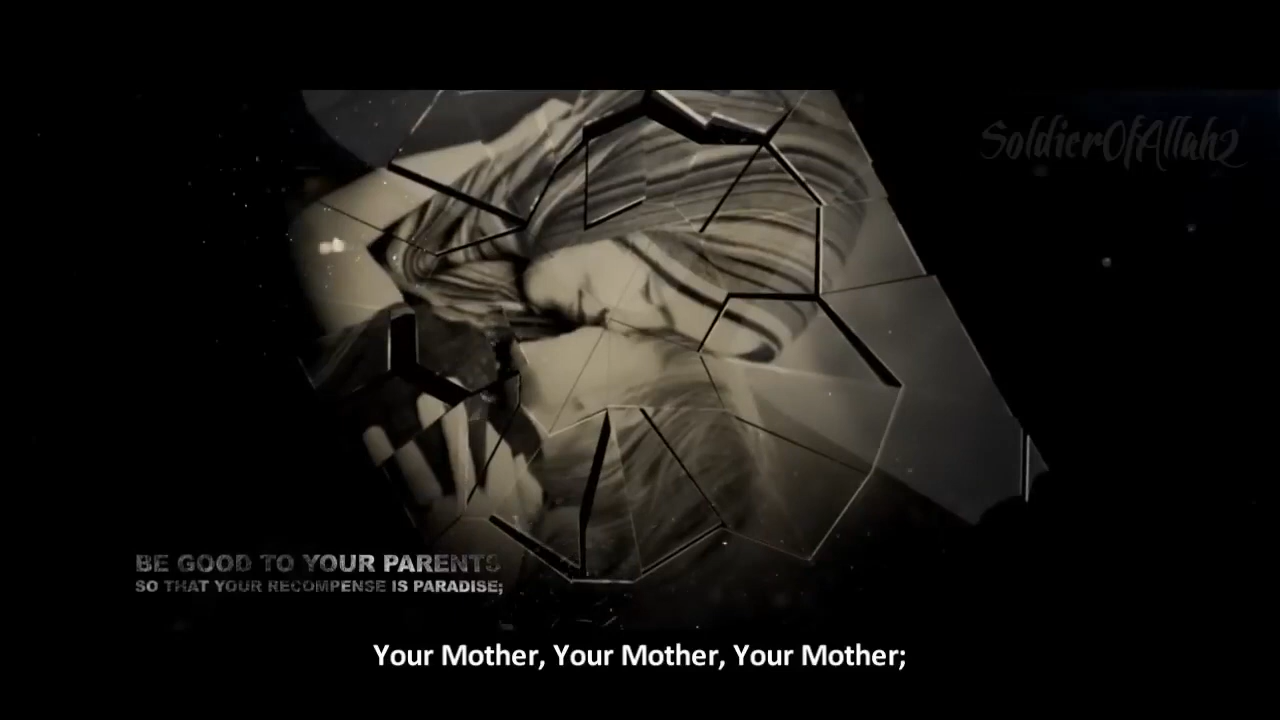 SoldierOfAllah2
BE GOOD TO YOUR PARENTS
SO THAT YOUR RECOMPENSE IS PARADISE;
Your Mother, Your Mother, Your Mother;